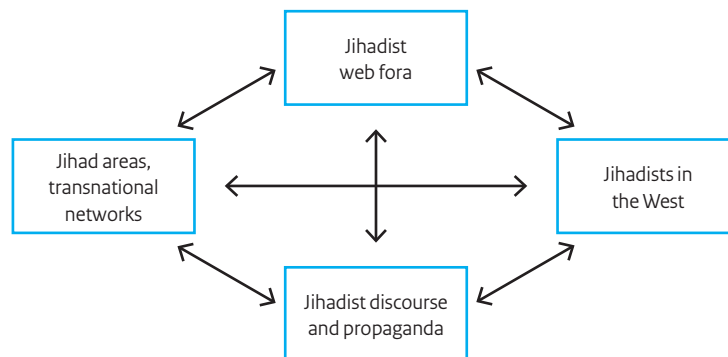 Jihadist
web fora
Jihad areas,
transnational
networks
Jihadists in
the West
Jihadist discourse
and propaganda